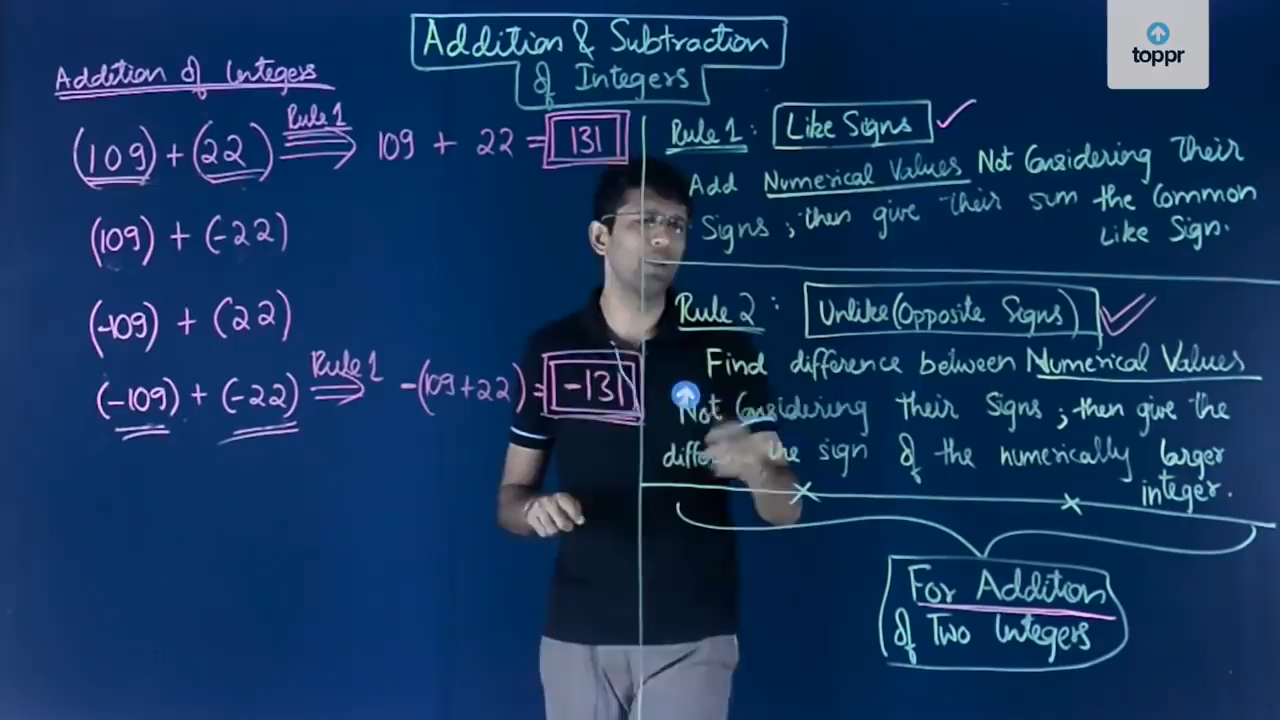 Addition & Subtraction
of Integers
toppr
Addition of Integers
(109) + (22) Rule 1 ⟹ 109 + 22 = 131
(109) + (-22)
(-109) + (22)
(-109) + (-22) Rule 1 ⟹ -(109+22) = -131
Rule 1: Like Signs ✓
Add Numerical Values Not Considering Their
Signs ; then give their sum the Common
Like Sign.
Rule 2: Unlike (Opposite Signs) ✓
Find difference between Numerical Values
Not Considering their Signs ; then give the
the sign of the numerically larger
integer.
For Addition
of Two Integers